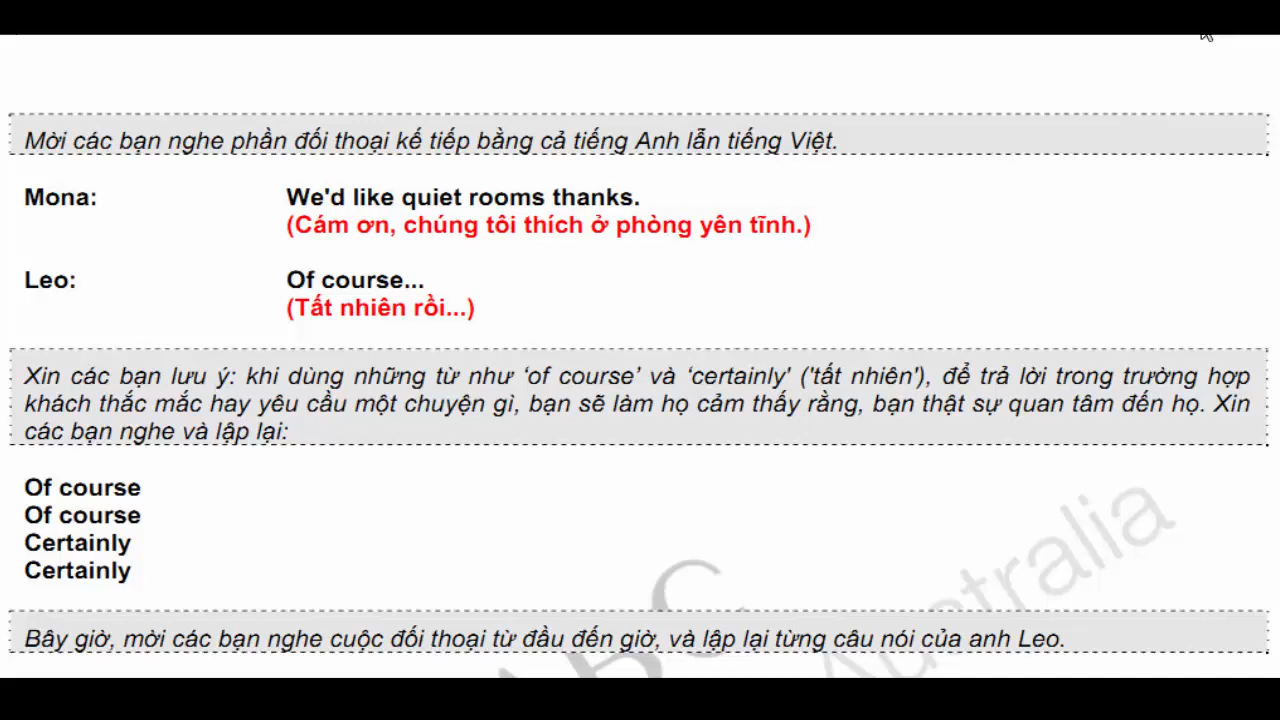 Mời các bạn nghe phần đối thoại kế tiếp bằng cả tiếng Anh lẫn tiếng Việt.
Mona: We'd like quiet rooms thanks.
(Cám ơn, chúng tôi thích ở phòng yên tĩnh.)
Leo: Of course...
(Tất nhiên rồi...)
Xin các bạn lưu ý: khi dùng những từ như ‘of course’ và ‘certainly' ('tất nhiên'), để trả lời trong trường hợp
khách thắc mắc hay yêu cầu một chuyện gì, bạn sẽ làm họ cảm thấy rằng, bạn thật sự quan tâm đến họ. Xin
các bạn nghe và lập lại:
Of course
Of course
Certainly
Certainly
Bây giờ, mời các bạn nghe cuộc đối thoại từ đầu đến giờ, và lập lại từng câu nói của anh Leo.
ABC
Australia